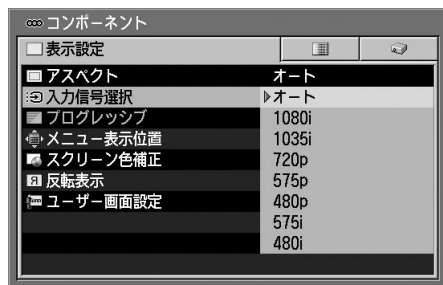 コンポーネント
表示設定
アスペクト オート
入力信号選択 オート
プログレッシブ 1080i
メニュー表示位置 1035i
スクリーン色補正 720p
反転表示 575p
ユーザー画面設定 480p
575i
480i